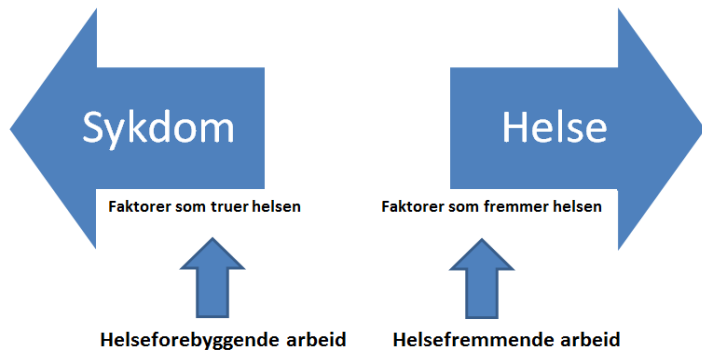 Sykdom
Helse
Faktorer som truer helsen
Faktorer som fremmer helsen
Helseforebyggende arbeid
Helsefremmende arbeid